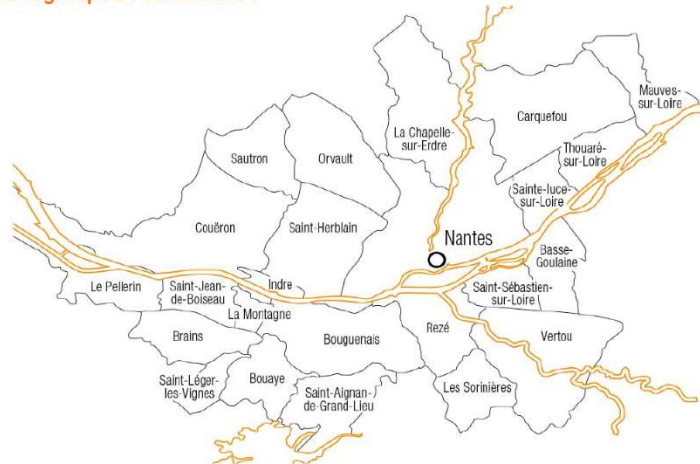 Mauves-
sur-Loire
Carquefou
La Chapelle-
sur-Erdre
Thouaré-
sur-Loire
Sautron
Orvault
Sainte-luce-
sur-Loire
Couëron
Saint-Herblain
Nantes
Basse-
Goulaine
Le Pellerin
Saint-Jean-
de-Boiseau
Indre
Saint-Sébastien-
sur-Loire
La Montagne
Brains
Bouguenais
Rezé
Vertou
Saint-Léger-
les-Vignes
Bouaye
Saint-Aignan-
de-Grand-Lieu
Les Sorinières